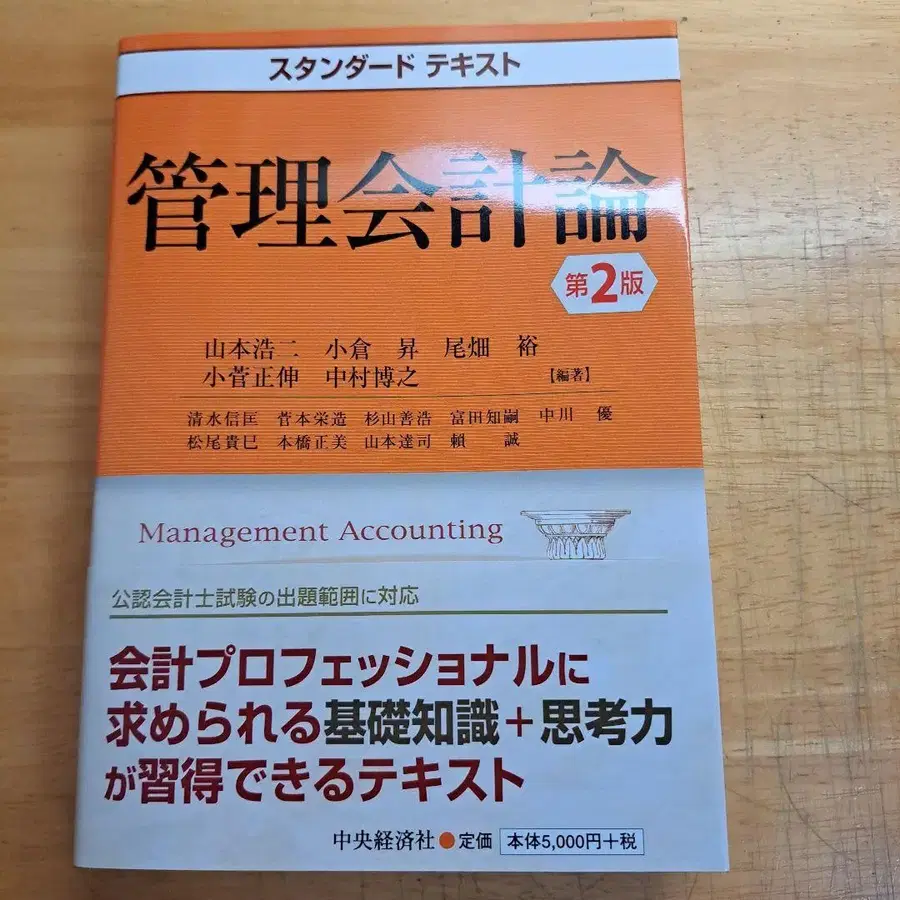 スタンダード テキスト
管理会計論
第2版
山本浩二 小倉 昇 尾畑 裕
小菅正伸 中村博之 【編著】
清水信匡 菅本栄造 杉山善浩 富田知嗣 中川 優
松尾貴巳 本橋正美 山本達司 頼 誠
Management Accounting
公認会計士試験の出題範囲に対応
会計プロフェッショナルに
求められる基礎知識+思考力
が習得できるテキスト
中央経済社●定価 本体5,000円+税